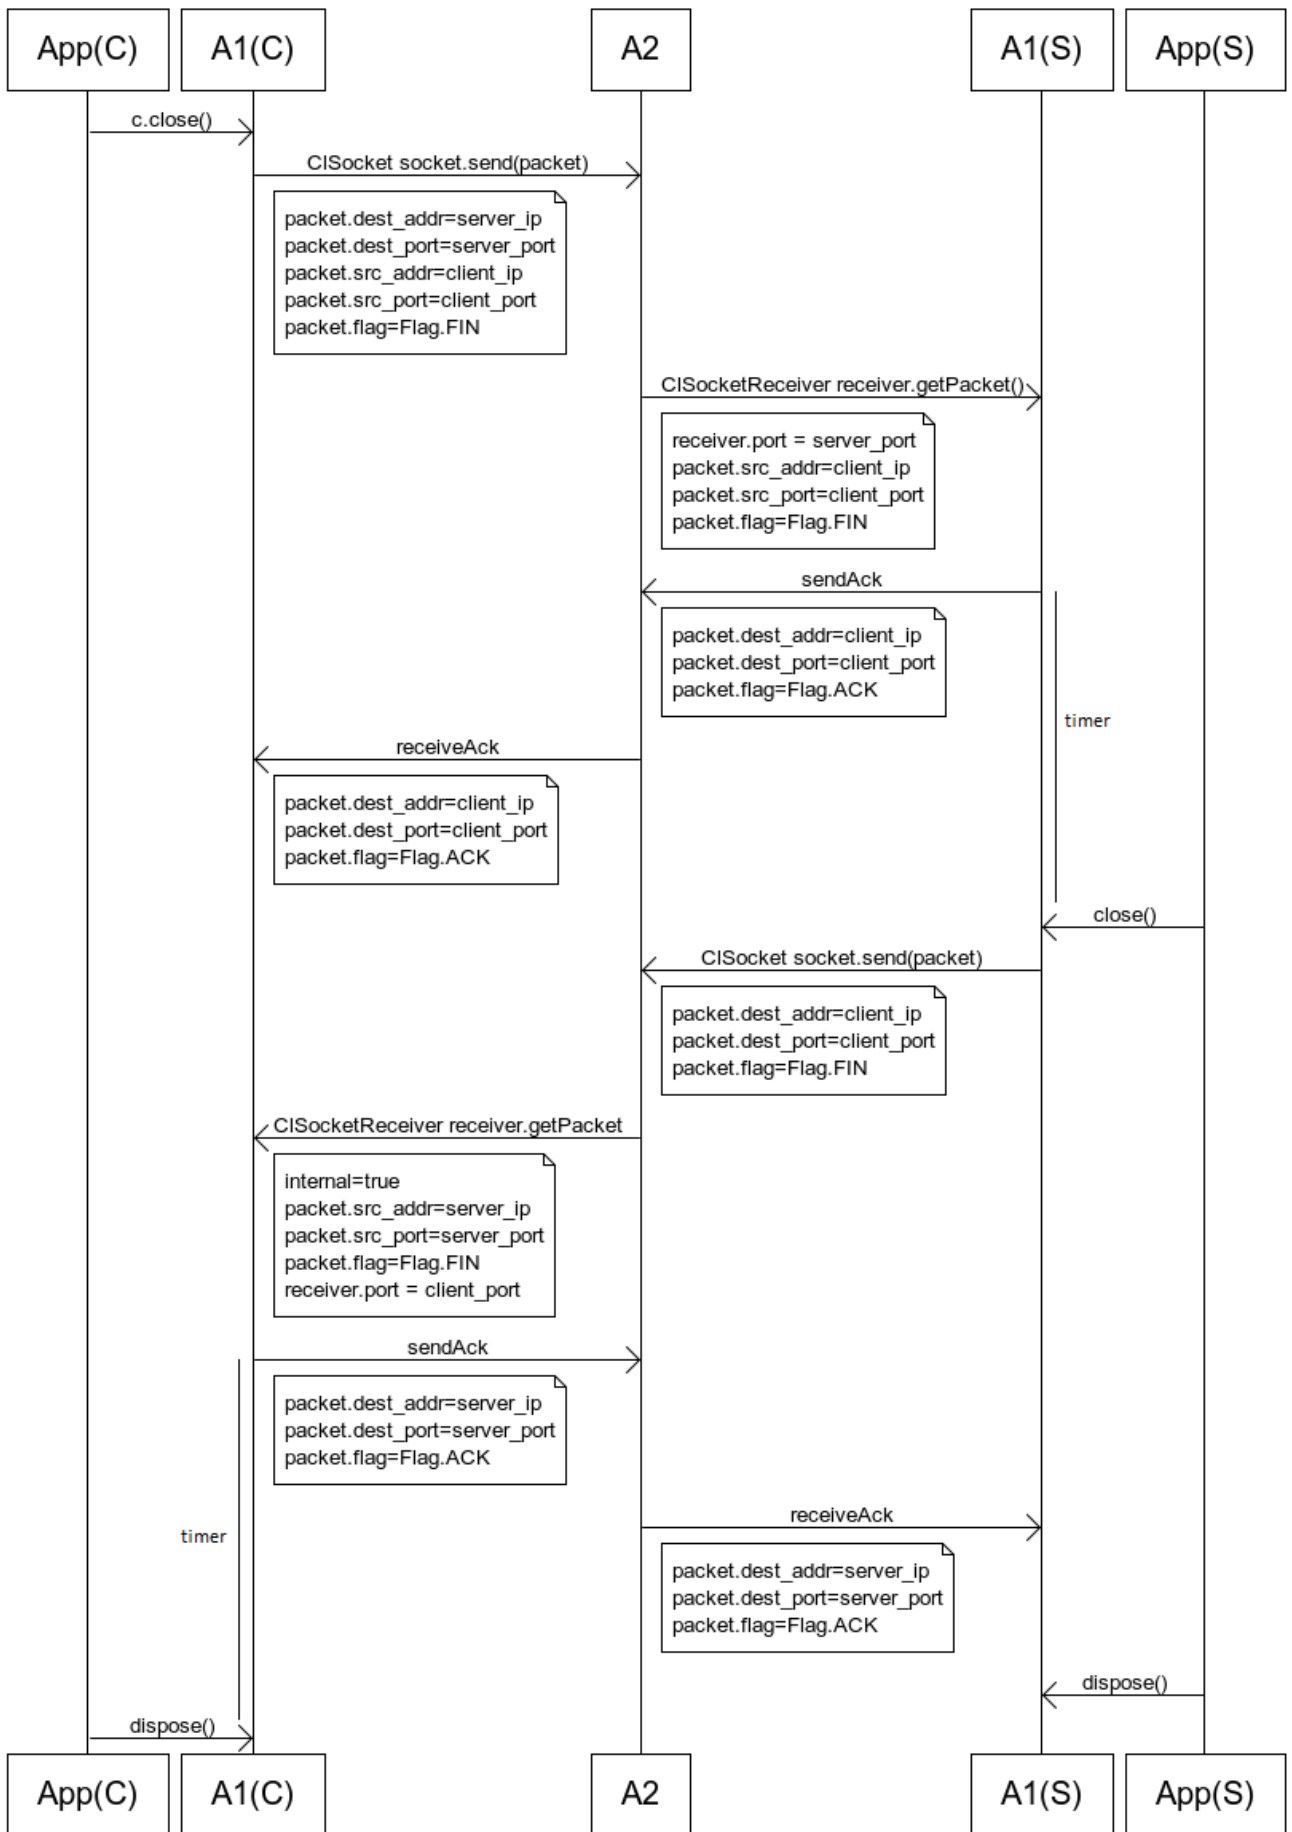 App(C) A1(C) A2 A1(S) App(S)
c.close()
CISocket socket.send(packet)
packet.dest_addr=server_ip
packet.dest_port=server_port
packet.src_addr=client_ip
packet.src_port=client_port
packet.flag=Flag.FIN
CISocketReceiver receiver.getPacket()
receiver.port = server_port
packet.src_addr=client_ip
packet.src_port=client_port
packet.flag=Flag.FIN
sendAck
packet.dest_addr=client_ip
packet.dest_port=client_port
packet.flag=Flag.ACK
timer
receiveAck
packet.dest_addr=client_ip
packet.dest_port=client_port
packet.flag=Flag.ACK
close()
CISocket socket.send(packet)
packet.dest_addr=client_ip
packet.dest_port=client_port
packet.flag=Flag.FIN
CISocketReceiver receiver.getPacket
internal=true
packet.src_addr=server_ip
packet.src_port=server_port
packet.flag=Flag.FIN
receiver.port = client_port
sendAck
packet.dest_addr=server_ip
packet.dest_port=server_port
packet.flag=Flag.ACK
timer
receiveAck
packet.dest_addr=server_ip
packet.dest_port=server_port
packet.flag=Flag.ACK
dispose()
dispose()
App(C) A1(C) A2 A1(S) App(S)